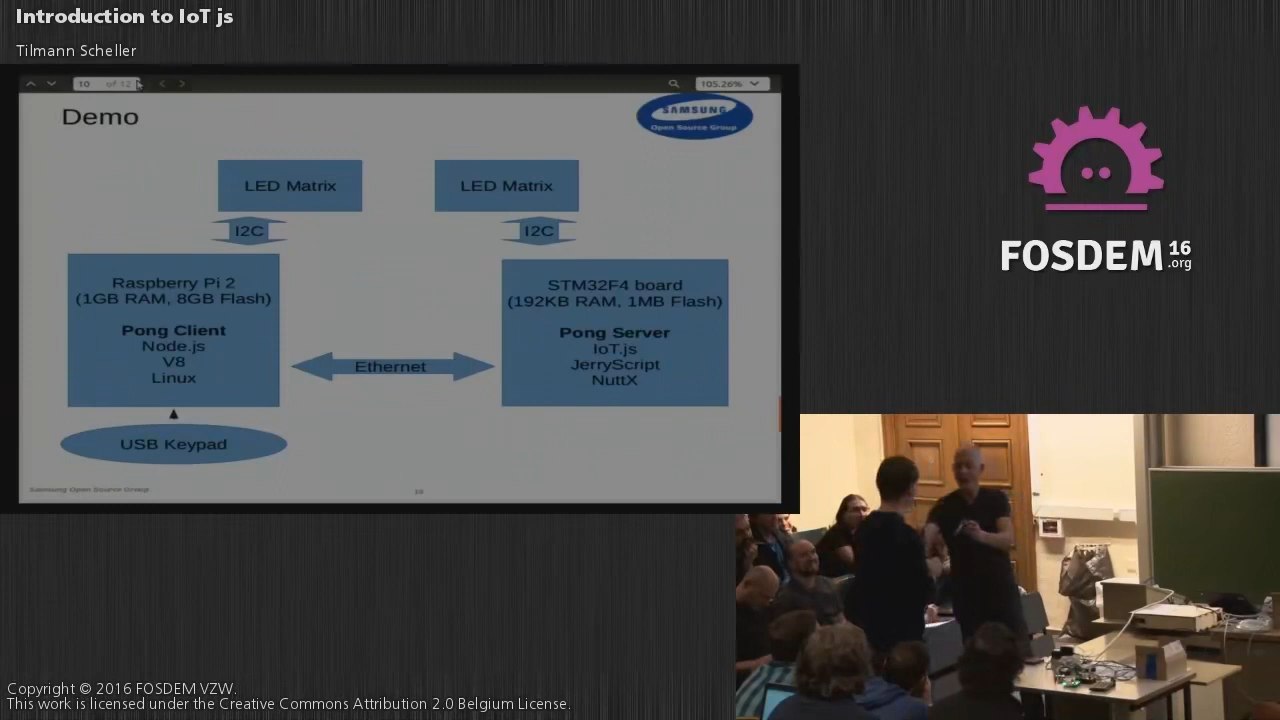 Introduction to IoT js
Tilmann Scheller
10 of 12
105.26%
Demo
SAMSUNG
Open Source Group
LED Matrix
LED Matrix
I2C
I2C
Raspberry Pi 2
(1GB RAM, 8GB Flash)
Pong Client
Node.js
V8
Linux
STM32F4 board
(192KB RAM, 1MB Flash)
Pong Server
IoT.js
JerryScript
NuttX
Ethernet
USB Keypad
Samsung Open Source Group
10
FOSDEM 16
.org
Copyright © 2016 FOSDEM VZW.
This work is licensed under the Creative Commons Attribution 2.0 Belgium License.